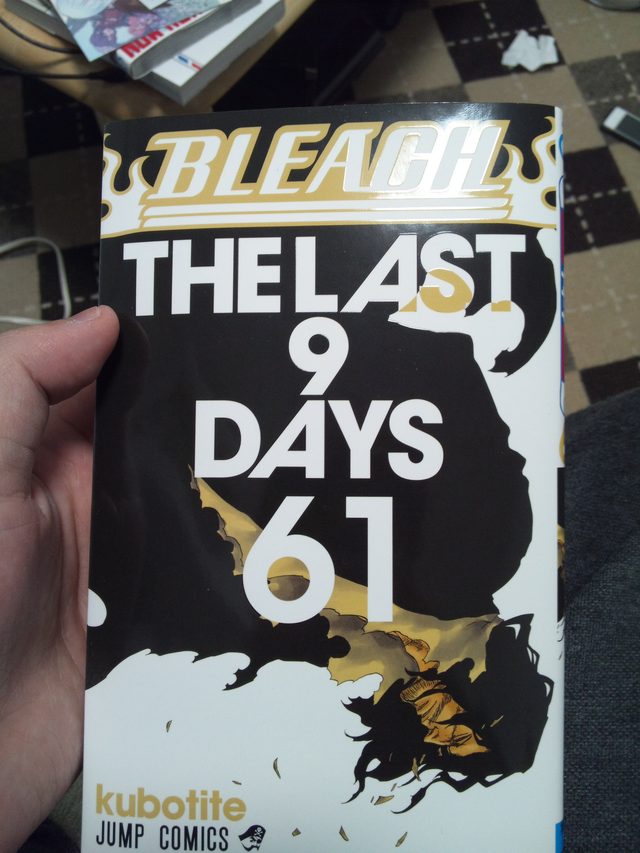 BLEACH
THE LAST
9
DAYS
61
kubotite
JUMP COMICS